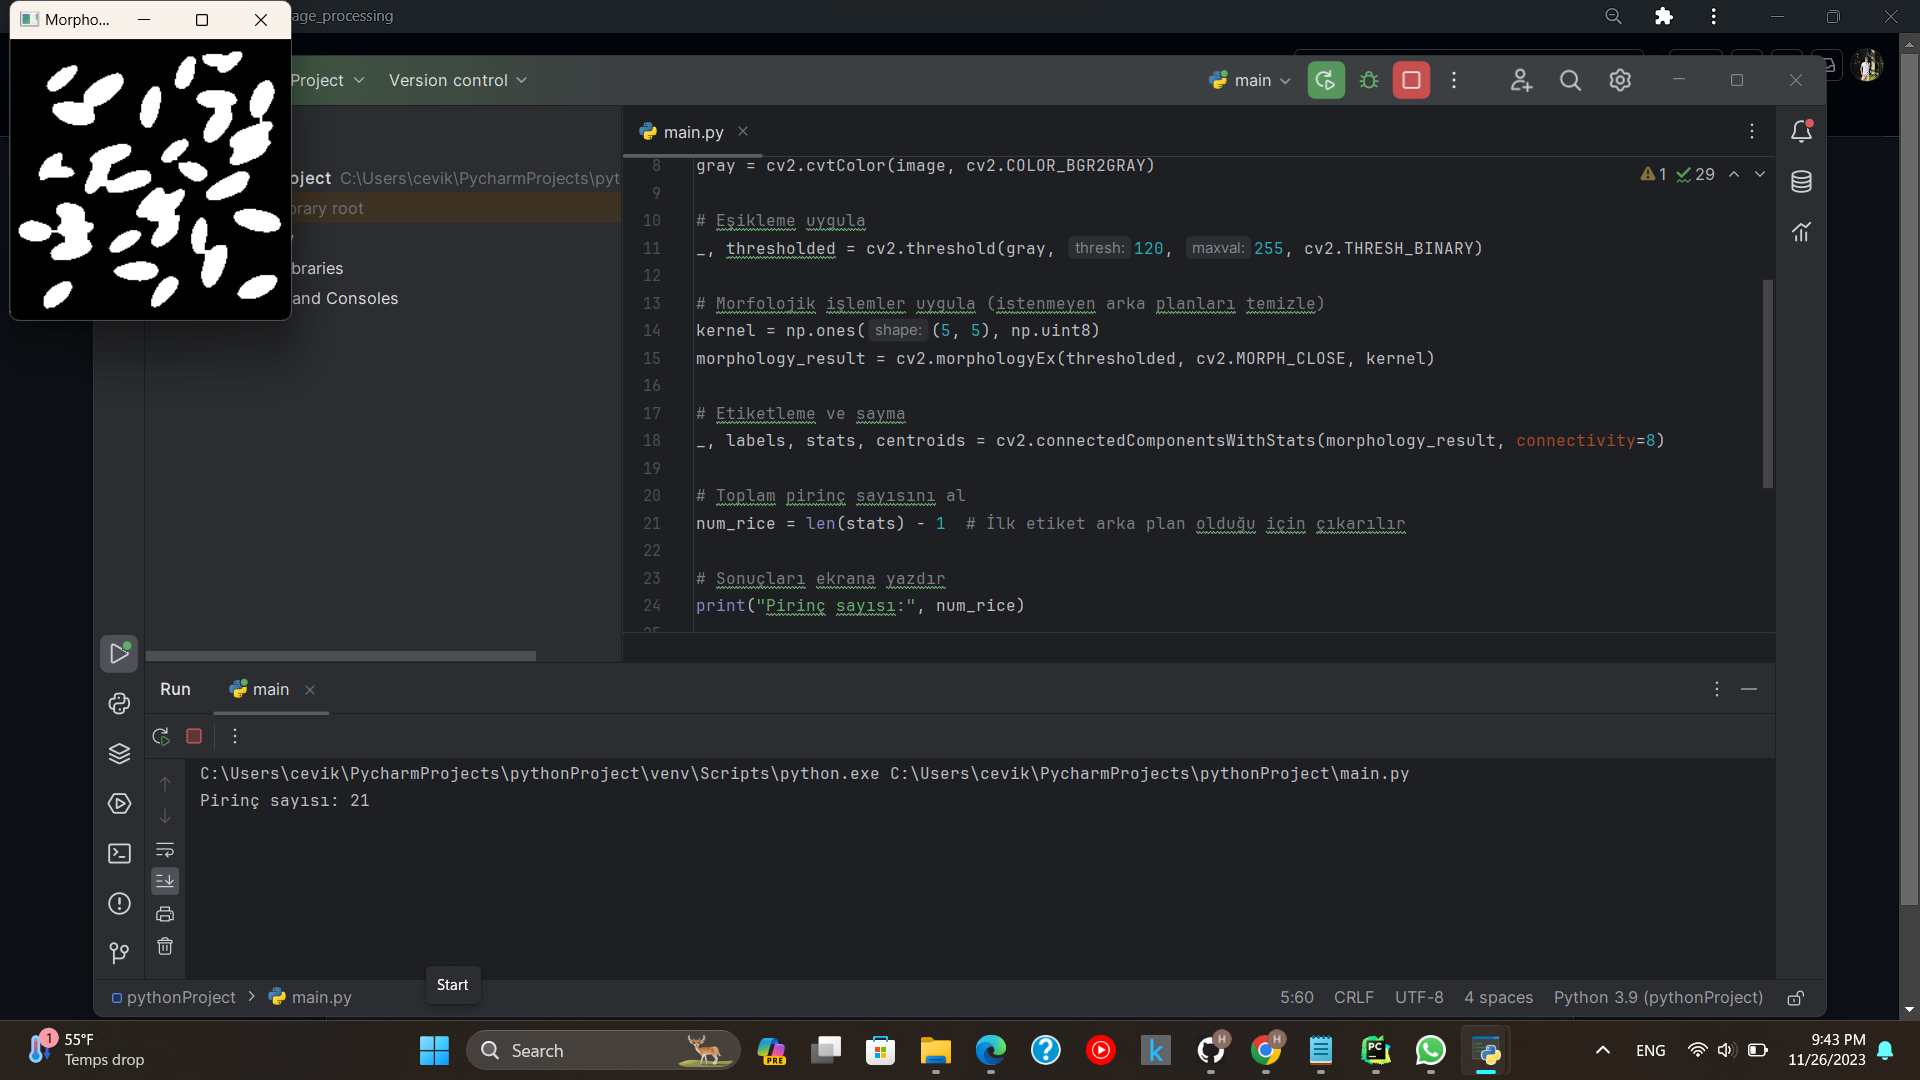 Morpho...
age_processing
Project
Version control
main
main.py
oject C:\Users\cevik\PycharmProjects\pyt
brary root
braries
and Consoles
1
29
8 gray = cv2.cvtColor(image, cv2.COLOR_BGR2GRAY)
9
10 # Eşikleme uygula
11 _, thresholded = cv2.threshold(gray, thresh: 120, maxval: 255, cv2.THRESH_BINARY)
12
13 # Morfolojik işlemler uygula (istenmeyen arka planları temizle)
14 kernel = np.ones( shape: (5, 5), np.uint8)
15 morphology_result = cv2.morphologyEx(thresholded, cv2.MORPH_CLOSE, kernel)
16
17 # Etiketleme ve sayma
18 _, labels, stats, centroids = cv2.connectedComponentsWithStats(morphology_result, connectivity=8)
19
20 # Toplam pirinç sayısını al
21 num_rice = len(stats) - 1  # İlk etiket arka plan olduğu için çıkarılır
22
23 # Sonuçları ekrana yazdır
24 print("Pirinç sayısı:", num_rice)
Run
main
C:\Users\cevik\PycharmProjects\pythonProject\venv\Scripts\python.exe C:\Users\cevik\PycharmProjects\pythonProject\main.py
Pirinç sayısı: 21
Start
pythonProject > main.py
5:60 CRLF UTF-8 4 spaces Python 3.9 (pythonProject)
1
55°F
Temps drop
Search
PRE
k
H
H
PC
ENG
9:43 PM
11/26/2023